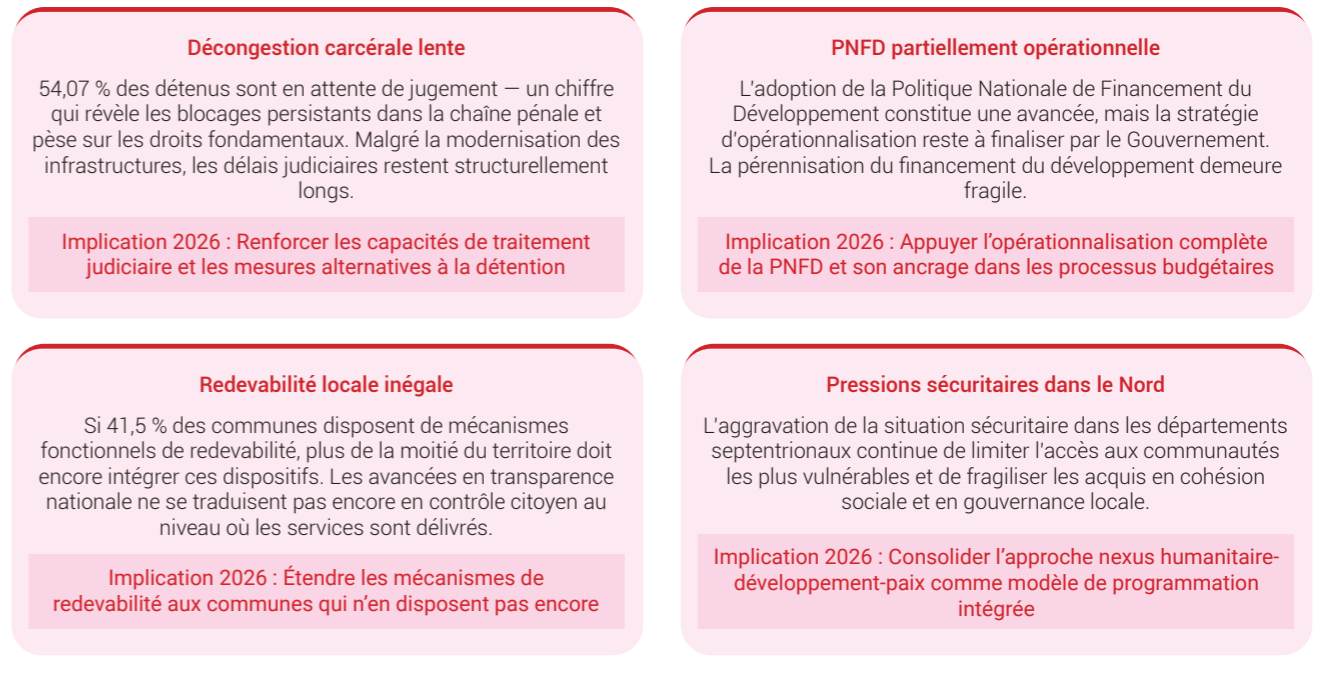 Décongestion carcérale lente
54,07 % des détenus sont en attente de jugement — un chiffre
qui révèle les blocages persistants dans la chaîne pénale et
pèse sur les droits fondamentaux. Malgré la modernisation des
infrastructures, les délais judiciaires restent structurellement
longs.
Implication 2026 : Renforcer les capacités de traitement
judiciaire et les mesures alternatives à la détention
PNFD partiellement opérationnelle
L’adoption de la Politique Nationale de Financement du
Développement constitue une avancée, mais la stratégie
d’opérationnalisation reste à finaliser par le Gouvernement.
La pérennisation du financement du développement demeure
fragile.
Implication 2026 : Appuyer l’opérationnalisation complète
de la PNFD et son ancrage dans les processus budgétaires
Redevabilité locale inégale
Si 41,5 % des communes disposent de mécanismes
fonctionnels de redevabilité, plus de la moitié du territoire doit
encore intégrer ces dispositifs. Les avancées en transparence
nationale ne se traduisent pas encore en contrôle citoyen au
niveau où les services sont délivrés.
Implication 2026 : Étendre les mécanismes de
redevabilité aux communes qui n’en disposent pas encore
Pressions sécuritaires dans le Nord
L’aggravation de la situation sécuritaire dans les départements
septentrionaux continue de limiter l’accès aux communautés
les plus vulnérables et de fragiliser les acquis en cohésion
sociale et en gouvernance locale.
Implication 2026 : Consolider l’approche nexus humanitaire-
développement-paix comme modèle de programmation
intégrée